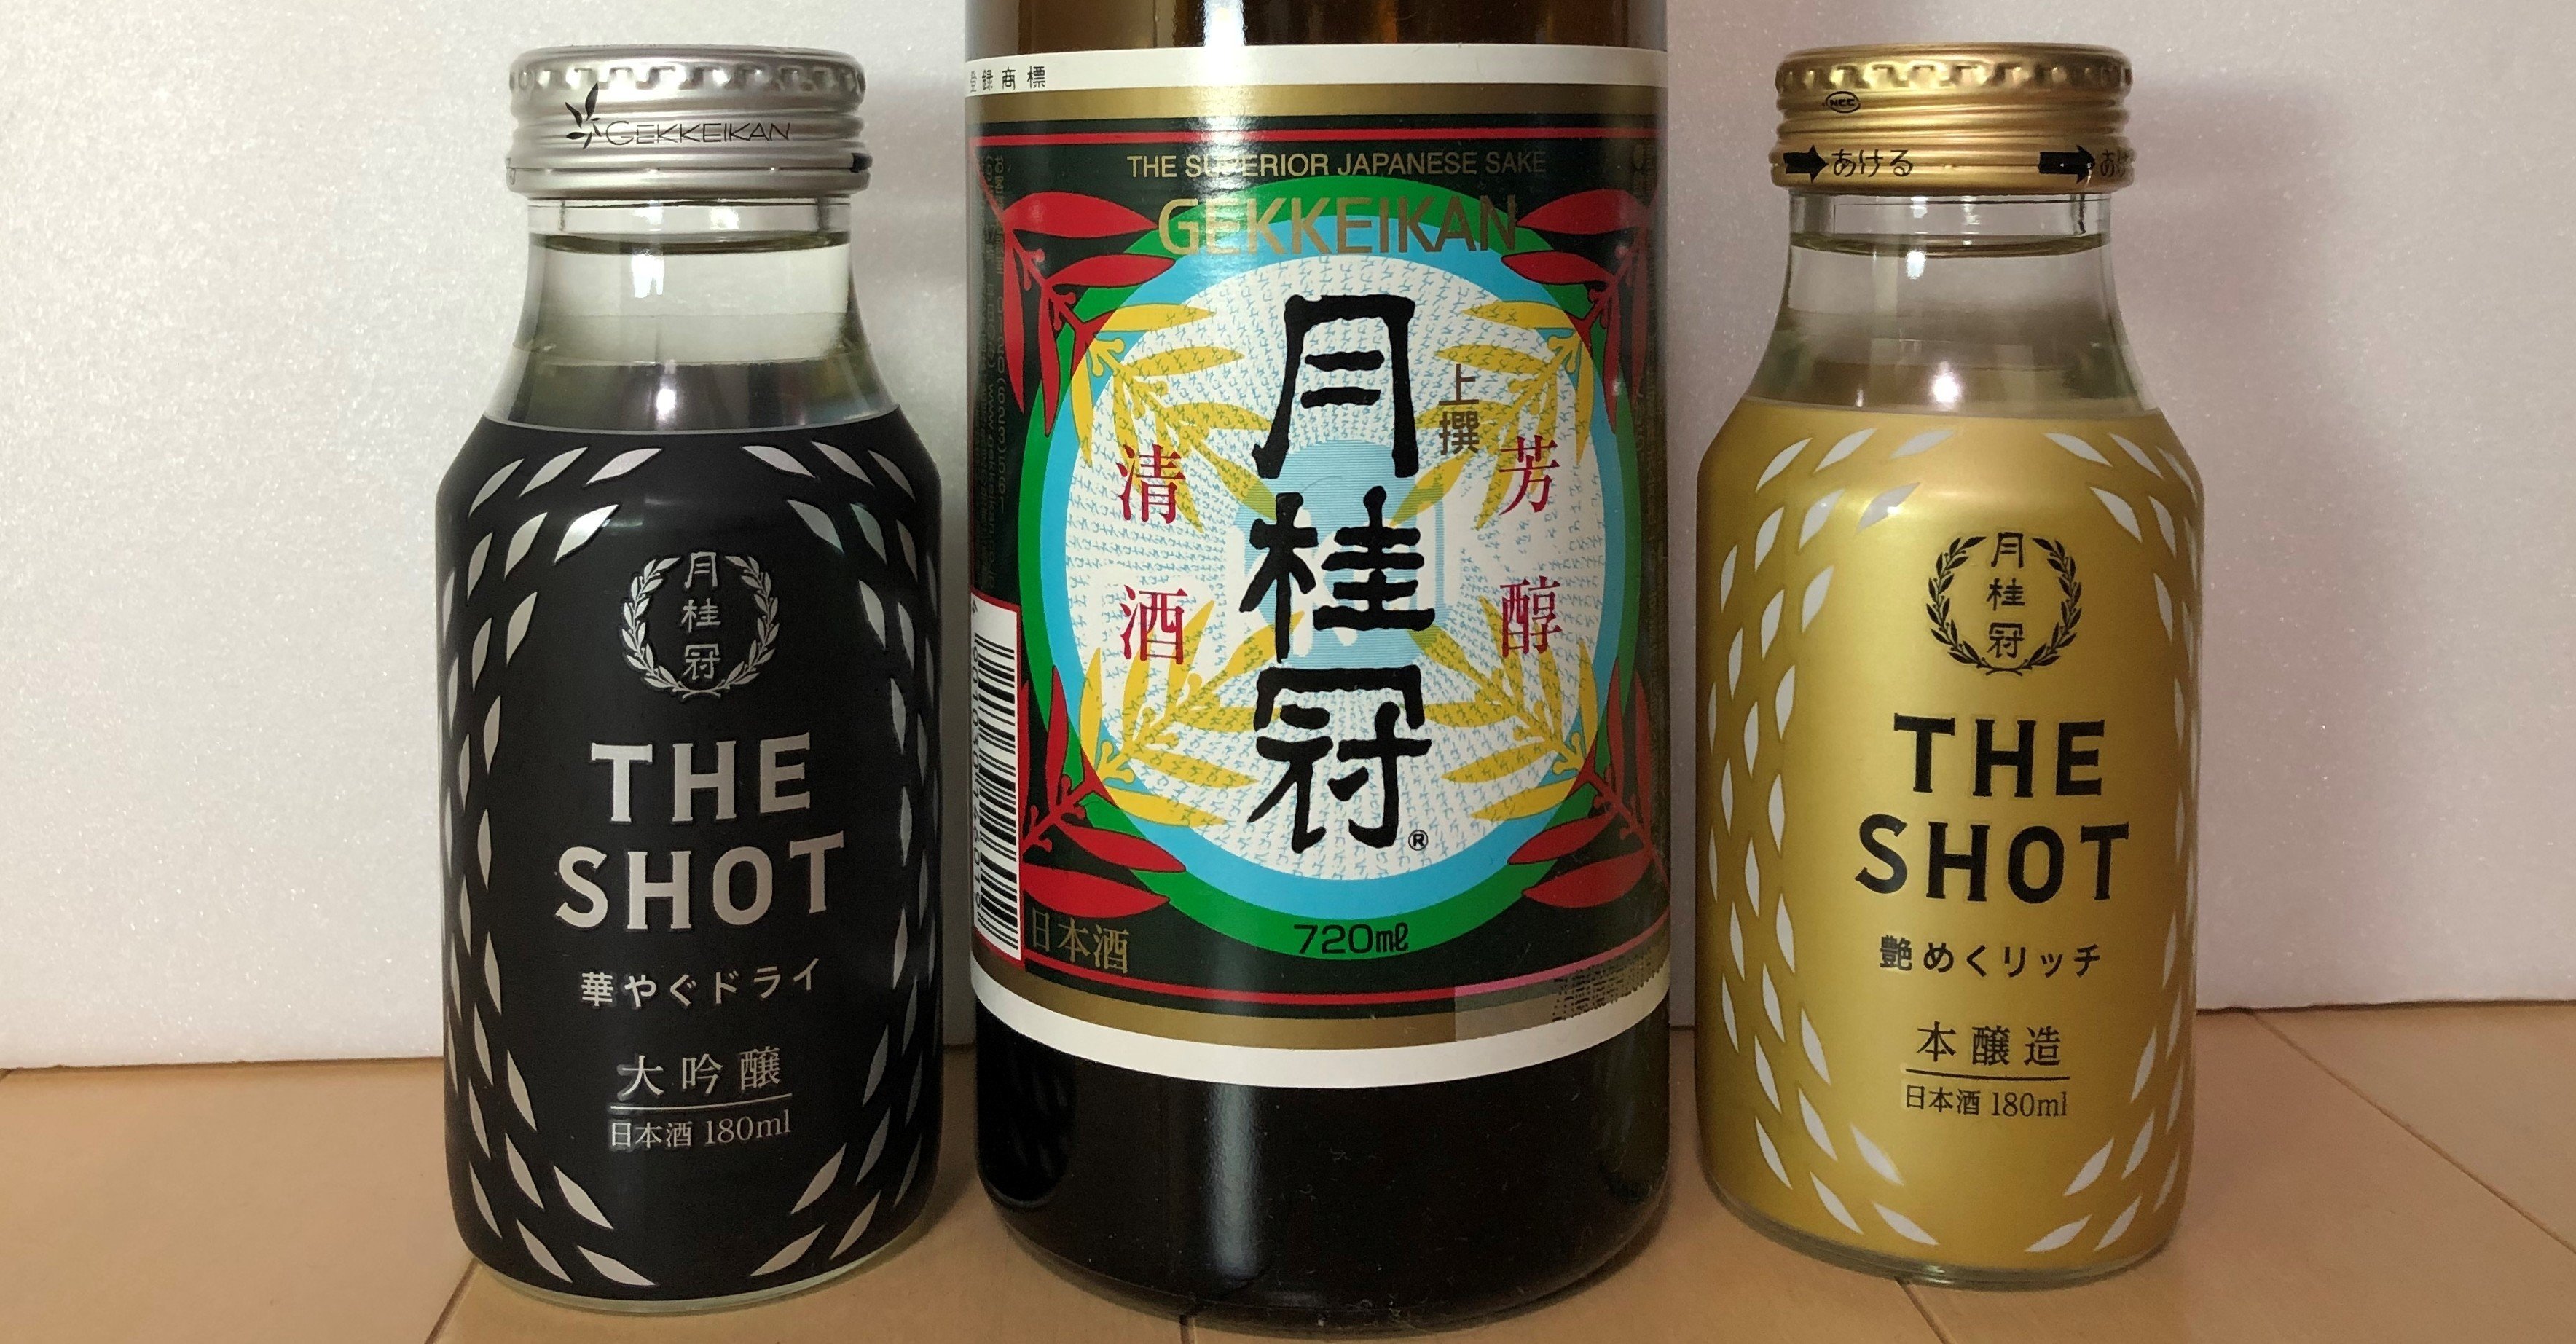 GEKKEIKAN
月桂冠
THE
SHOT
華やぐドライ
大吟醸
日本酒 180ml
登録商標
THE SUPERIOR JAPANESE SAKE
GEKKEIKAN
上撰
芳醇
月桂冠®
清酒
日本酒
720ml
NCC
あける
月桂冠
THE
SHOT
艶めくリッチ
本醸造
日本酒 180ml